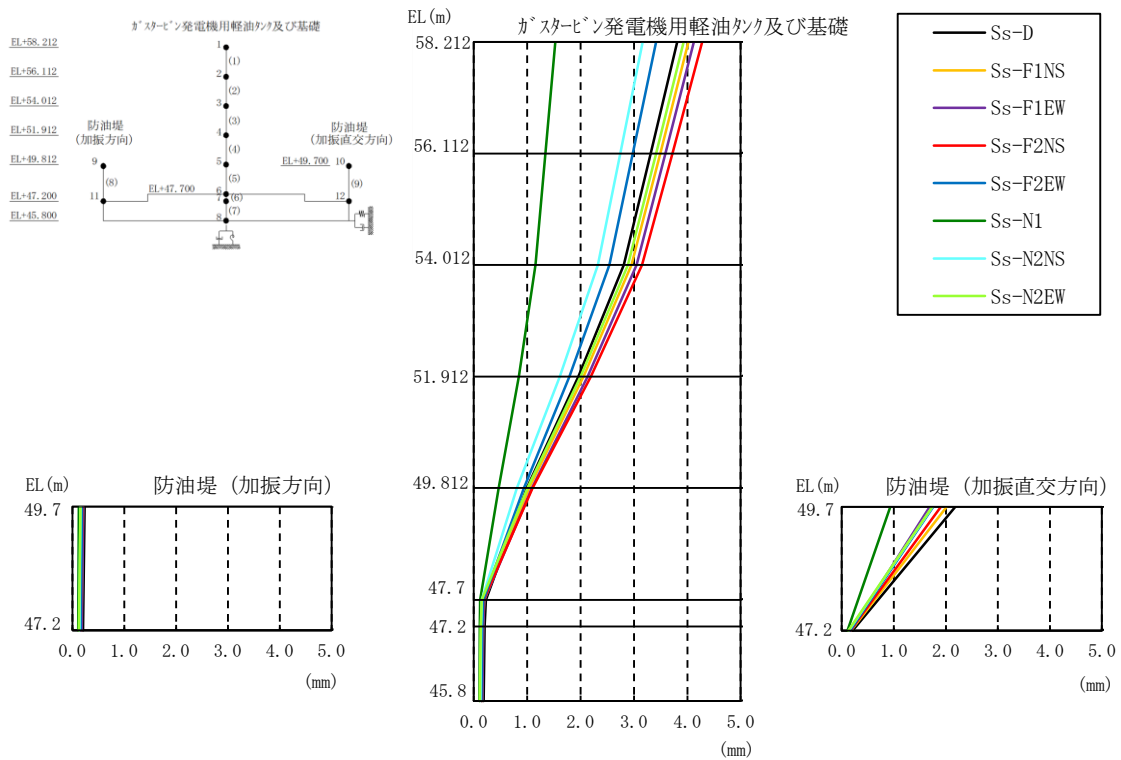 ガスタービン発電機用軽油タンク及び基礎
EL+58.212
1
(1)
EL+56.112
2
(2)
EL+54.012
3
(3)
EL+51.912
4
防油堤
(加振方向)
防油堤
(加振直交方向)
(4)
EL+49.812
9
5
EL+49.700
10
(8)
(5)
(9)
EL+47.700
6
EL+47.200
11
7
(6)
12
(7)
EL+45.800
8
EL(m)
ガスタービン発電機用軽油タンク及び基礎
58.212
56.112
54.012
51.912
49.812
47.7
47.2
45.8
0.0 1.0 2.0 3.0 4.0 5.0
(mm)
Ss-D
Ss-F1NS
Ss-F1EW
Ss-F2NS
Ss-F2EW
Ss-N1
Ss-N2NS
Ss-N2EW
EL(m)
防油堤 (加振方向)
49.7
47.2
0.0 1.0 2.0 3.0 4.0 5.0
(mm)
EL(m)
防油堤 (加振直交方向)
49.7
47.2
0.0 1.0 2.0 3.0 4.0 5.0
(mm)